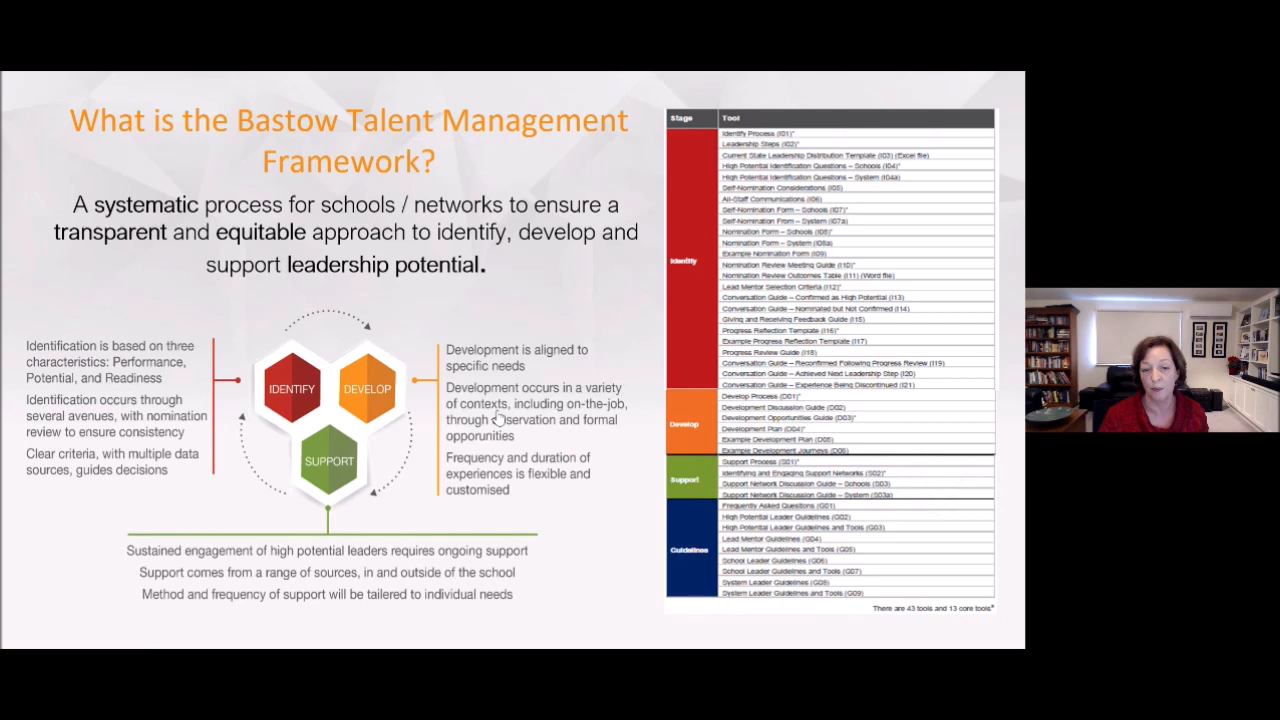 What is the Bastow Talent Management
Framework?
A systematic process for schools / networks to ensure a
transparent and equitable approach to identify, develop and
support leadership potential.
Identification is based on three
characteristics: Performance,
Potential, and Readiness
Identification occurs through
several avenues, with nomination
review to ensure consistency
Clear criteria, with multiple data
sources, guides decisions
IDENTIFY
DEVELOP
SUPPORT
Development is aligned to
specific needs
Development occurs in a variety
of contexts, including on-the-job,
through observation and formal
opporunities
Frequency and duration of
experiences is flexible and
customised
Sustained engagement of high potential leaders requires ongoing support
Support comes from a range of sources, in and outside of the school
Method and frequency of support will be tailored to individual needs
Stage Tool
Identify
Identify Process (I01)*
Leadership Steps (I02)*
Current State Leadership Distribution Template (I03) (Excel file)
High Potential Identification Questions – Schools (I04)*
High Potential Identification Questions – System (I04a)
Self-Nomination Considerations (I05)
All-Staff Communications (I06)
Self-Nomination Form – Schools (I07)*
Self-Nomination From – System (I07a)
Nomination Form – Schools (I08)*
Nomination Form – System (I08a)
Example Nomination Form (I09)
Nomination Review Meeting Guide (I10)*
Nomination Review Outcomes Table (I11) (Word file)
Lead Mentor Selection Criteria (I12)*
Conversation Guide – Confirmed as High Potential (I13)
Conversation Guide – Nominated but Not Confirmed (I14)
Giving and Receiving Feedback Guide (I15)
Progress Reflection Template (I16)*
Example Progress Reflection Template (I17)
Progress Review Guide (I18)
Conversation Guide – Reconfirmed Following Progress Review (I19)
Conversation Guide – Achieved Next Leadership Step (I20)
Conversation Guide – Experience Being Discontinued (I21)
Develop
Develop Process (D01)*
Development Discussion Guide (D02)
Development Opportunities Guide (D03)*
Development Plan (D04)*
Example Development Plan (D05)
Example Development Journeys (D06)
Support
Support Process (S01)*
Identifying and Engaging Support Networks (S02)*
Support Network Discussion Guide – Schools (S03)
Support Network Discussion Guide – System (S03a)
Guidelines
Frequently Asked Questions (G01)
High Potential Leader Guidelines (G02)
High Potential Leader Guidelines and Tools (G03)
Lead Mentor Guidelines (G04)
Lead Mentor Guidelines and Tools (G05)
School Leader Guidelines (G06)
School Leader Guidelines and Tools (G07)
System Leader Guidelines (G08)
System Leader Guidelines and Tools (G09)
There are 43 tools and 13 core tools*